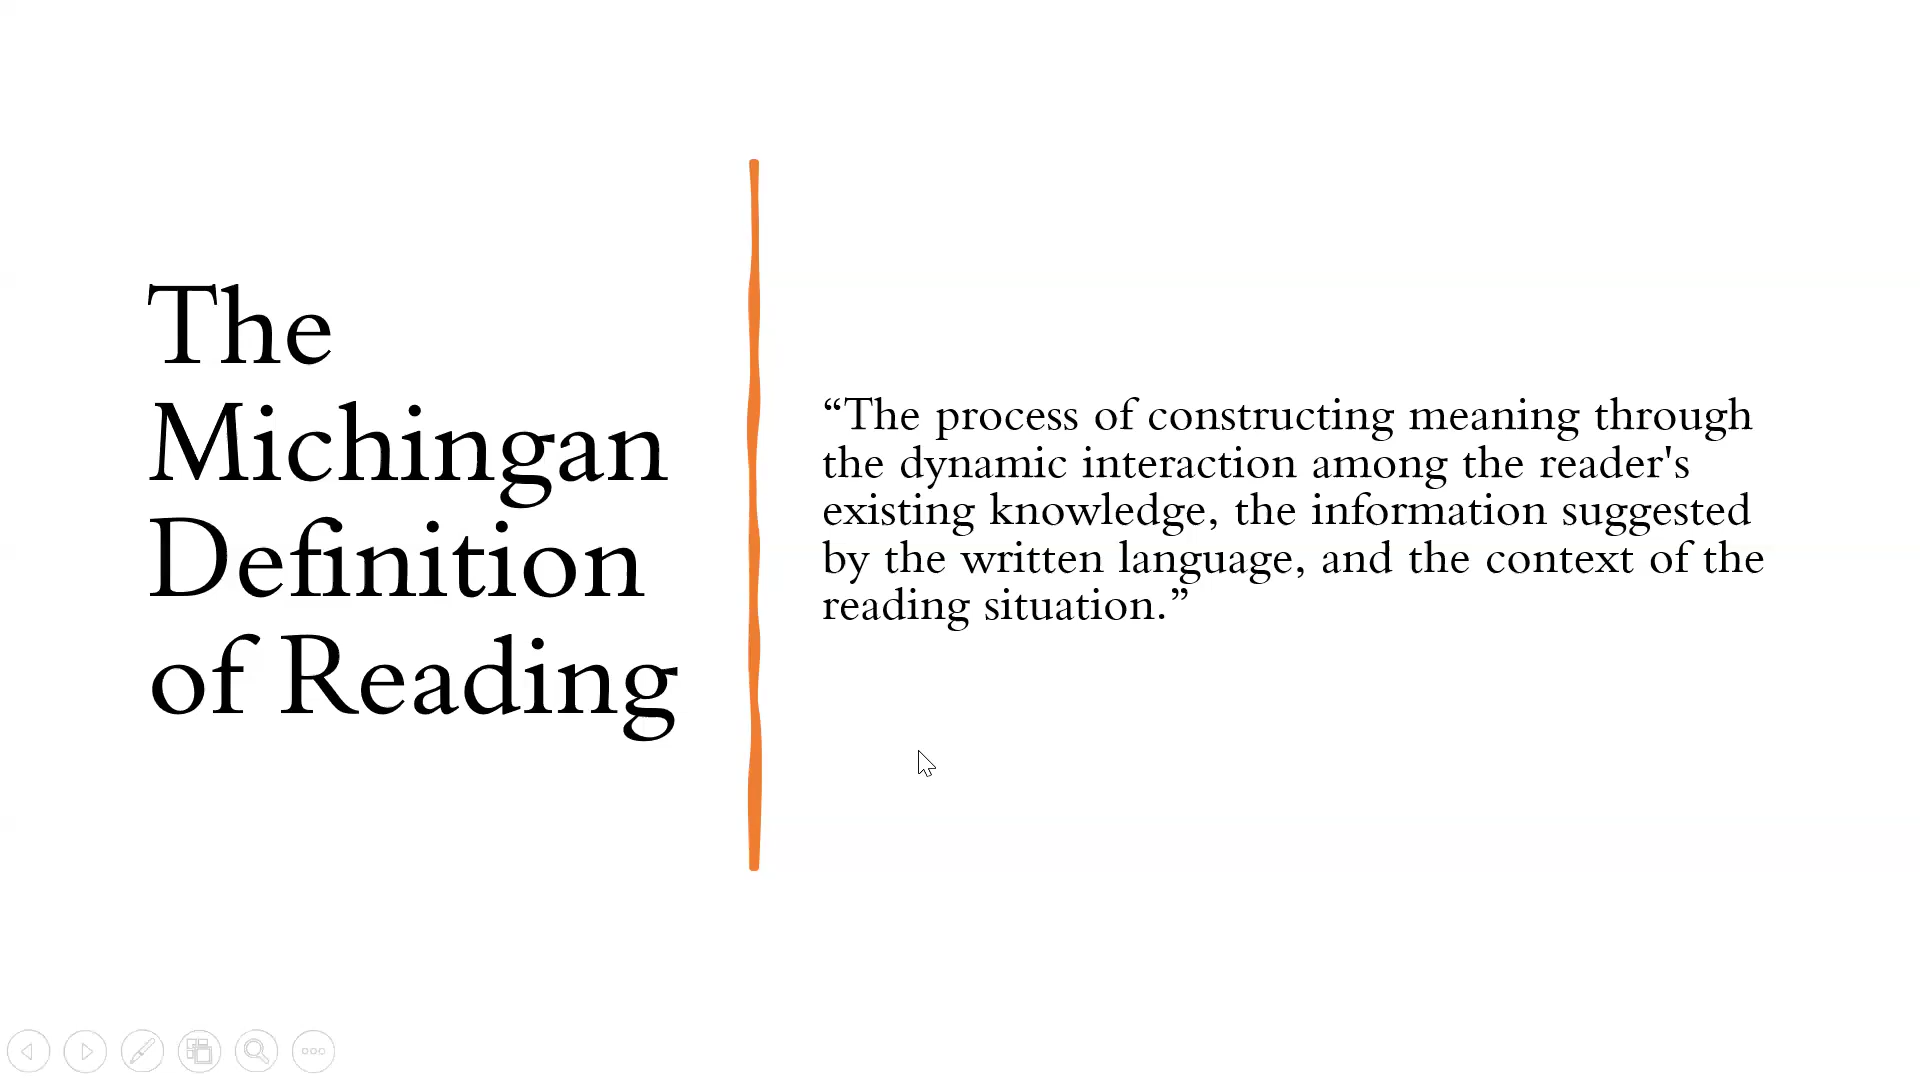 The
Michingan
Definition
of Reading
“The process of constructing meaning through
the dynamic interaction among the reader's
existing knowledge, the information suggested
by the written language, and the context of the
reading situation.”